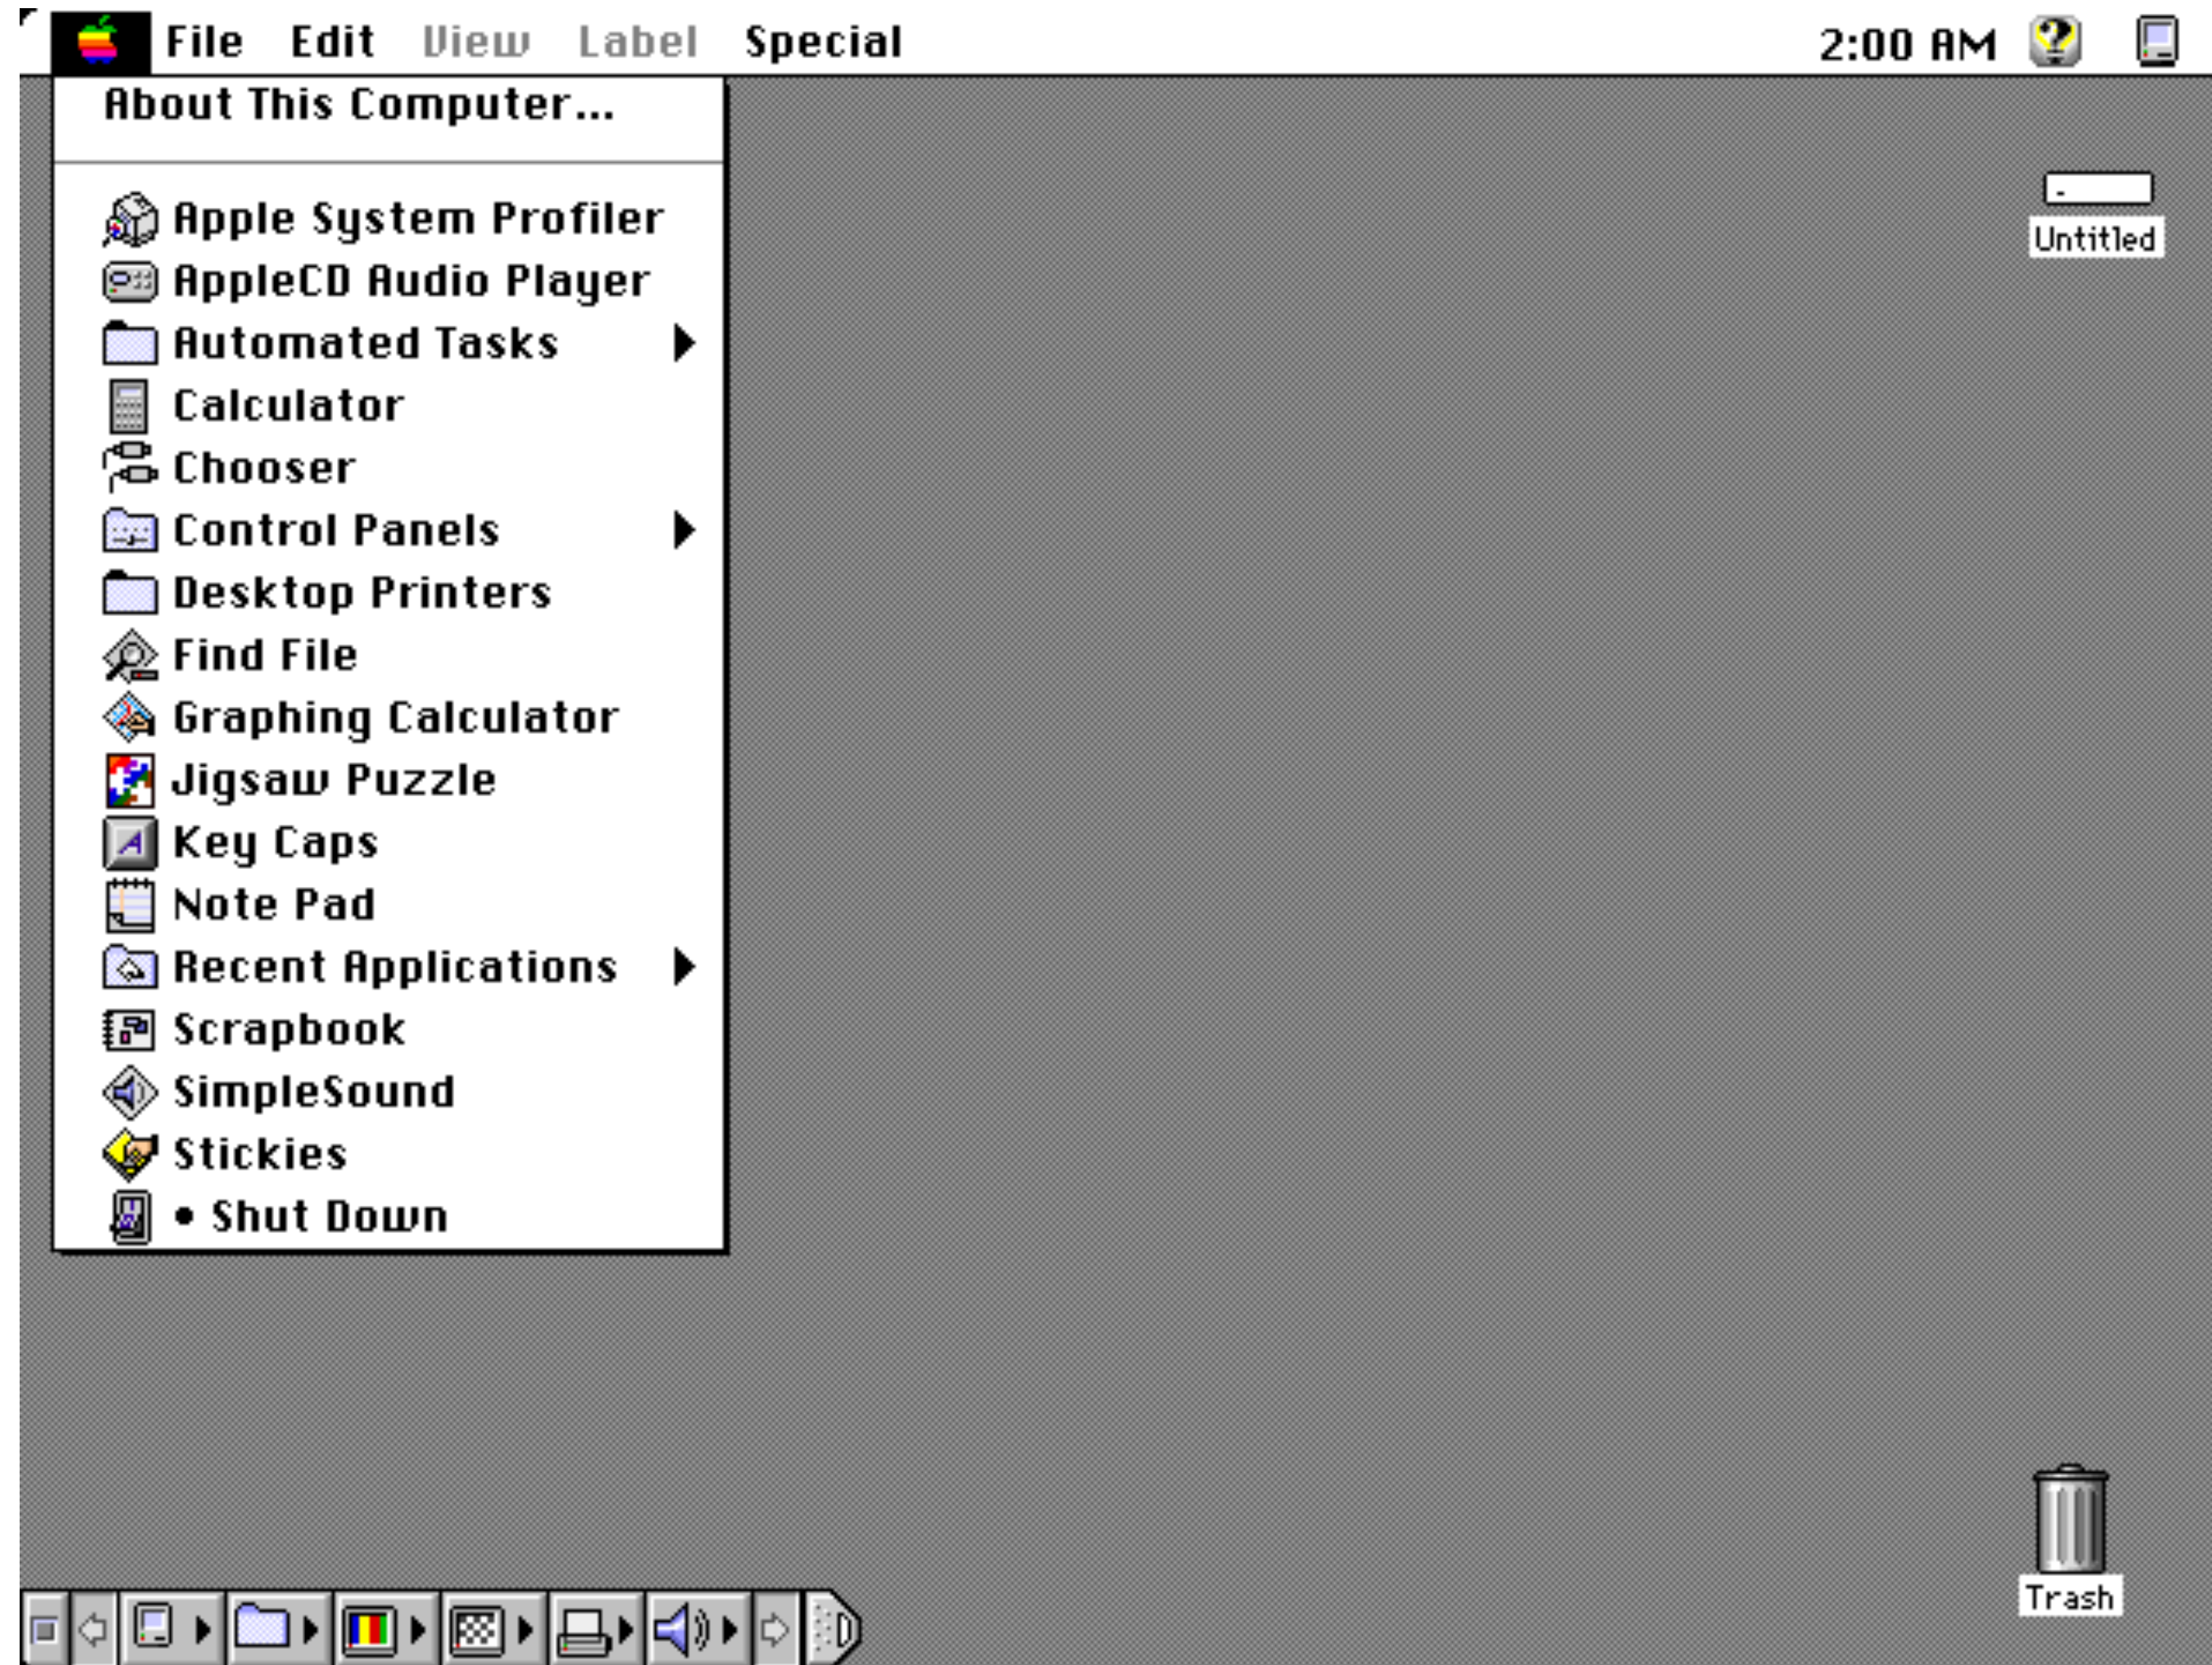 File Edit View Label Special 2:00 AM
About This Computer...
Apple System Profiler
AppleCD Audio Player
Automated Tasks
Calculator
Chooser
Control Panels
Desktop Printers
Find File
Graphing Calculator
Jigsaw Puzzle
Key Caps
Note Pad
Recent Applications
Scrapbook
SimpleSound
Stickies
• Shut Down
Untitled
Trash